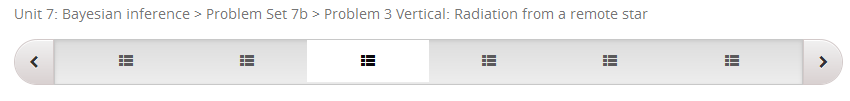 Unit 7: Bayesian inference > Problem Set 7b > Problem 3 Vertical: Radiation from a remote star